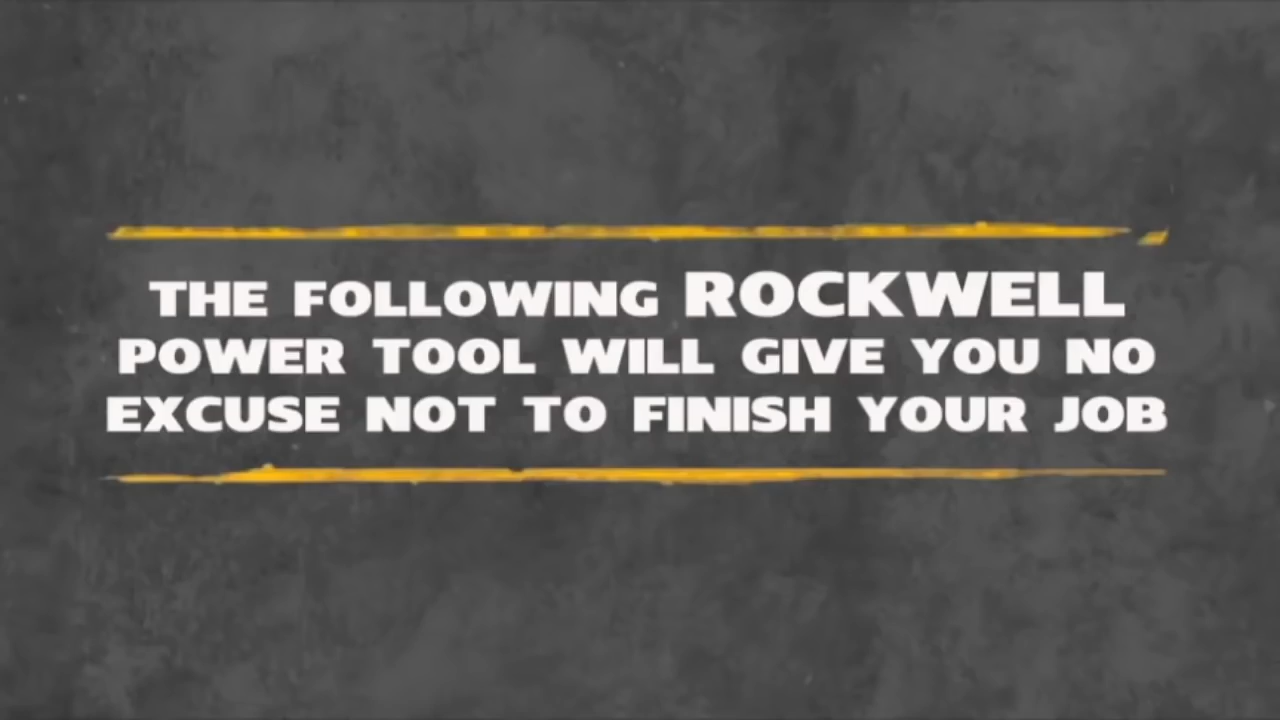 THE FOLLOWING ROCKWELL
POWER TOOL WILL GIVE YOU NO
EXCUSE NOT TO FINISH YOUR JOB